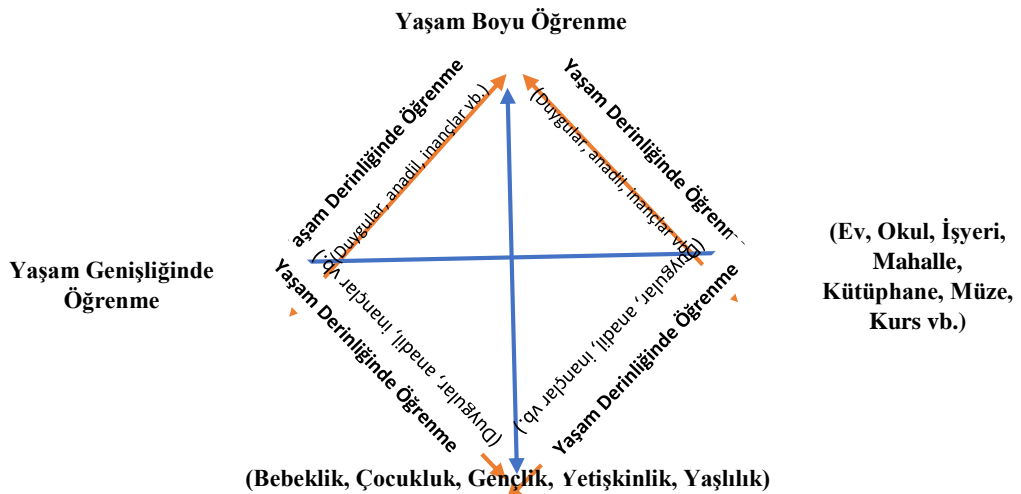 Yaşam Boyu Öğrenme
aşam Derinliğinde Öğrenme
(Duygular, anadil, inançlar vb.)
Yaşam Derinliğinde Öğrenm
(Duygular, anadil, inançlar vb.)
Yaşam Genişliğinde
Öğrenme
(Ev, Okul, İşyeri,
Mahalle,
Kütüphane, Müze,
Kurs vb.)
Yaşam Derinliğinde Öğrenme
(Duygular, anadil, inançlar vb.)
Yaşam Derinliğinde Öğrenme
(Duygular, anadil, inançlar vb.)
(Bebeklik, Çocukluk, Gençlik, Yetişkinlik, Yaşlılık)